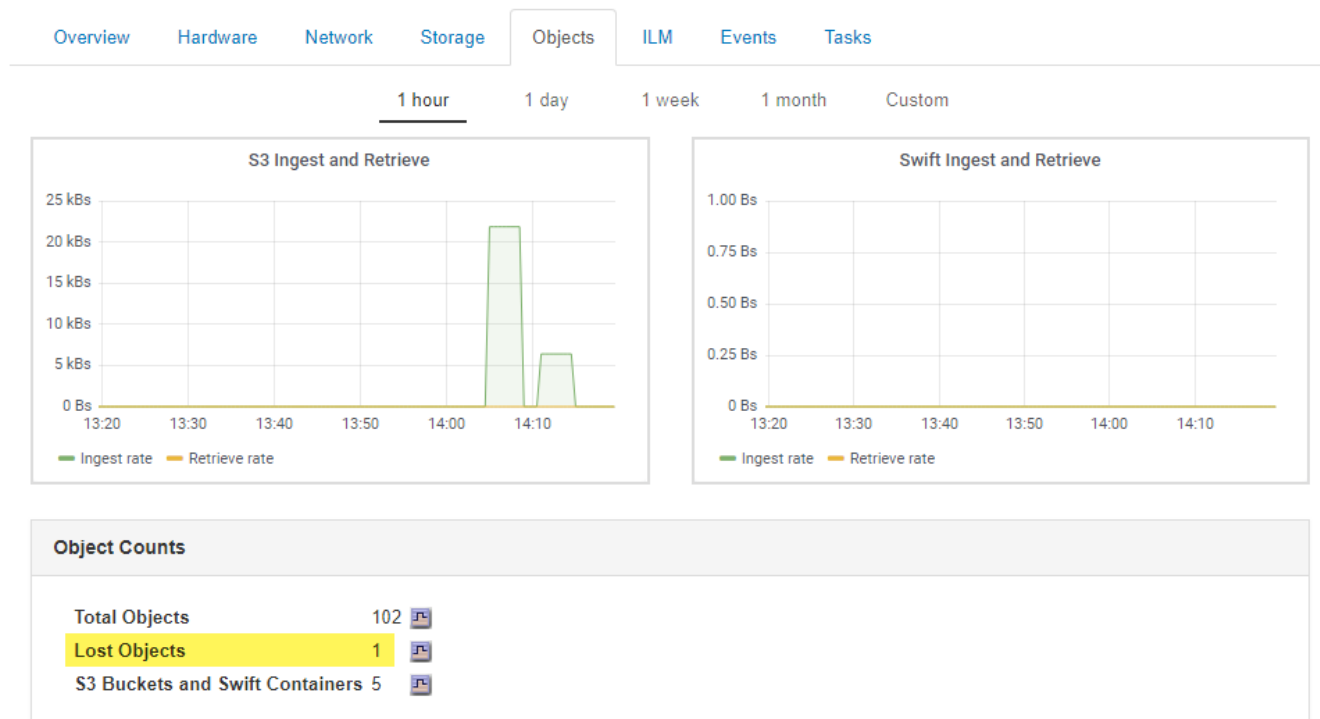 Overview Hardware Network Storage Objects ILM Events Tasks
1 hour 1 day 1 week 1 month Custom
S3 Ingest and Retrieve
25 kBs
20 kBs
15 kBs
10 kBs
5 kBs
0 Bs
13:20 13:30 13:40 13:50 14:00 14:10
Ingest rate Retrieve rate
Swift Ingest and Retrieve
1.00 Bs
0.75 Bs
0.50 Bs
0.25 Bs
0 Bs
13:20 13:30 13:40 13:50 14:00 14:10
Ingest rate Retrieve rate
Object Counts
Total Objects 102
Lost Objects 1
S3 Buckets and Swift Containers 5